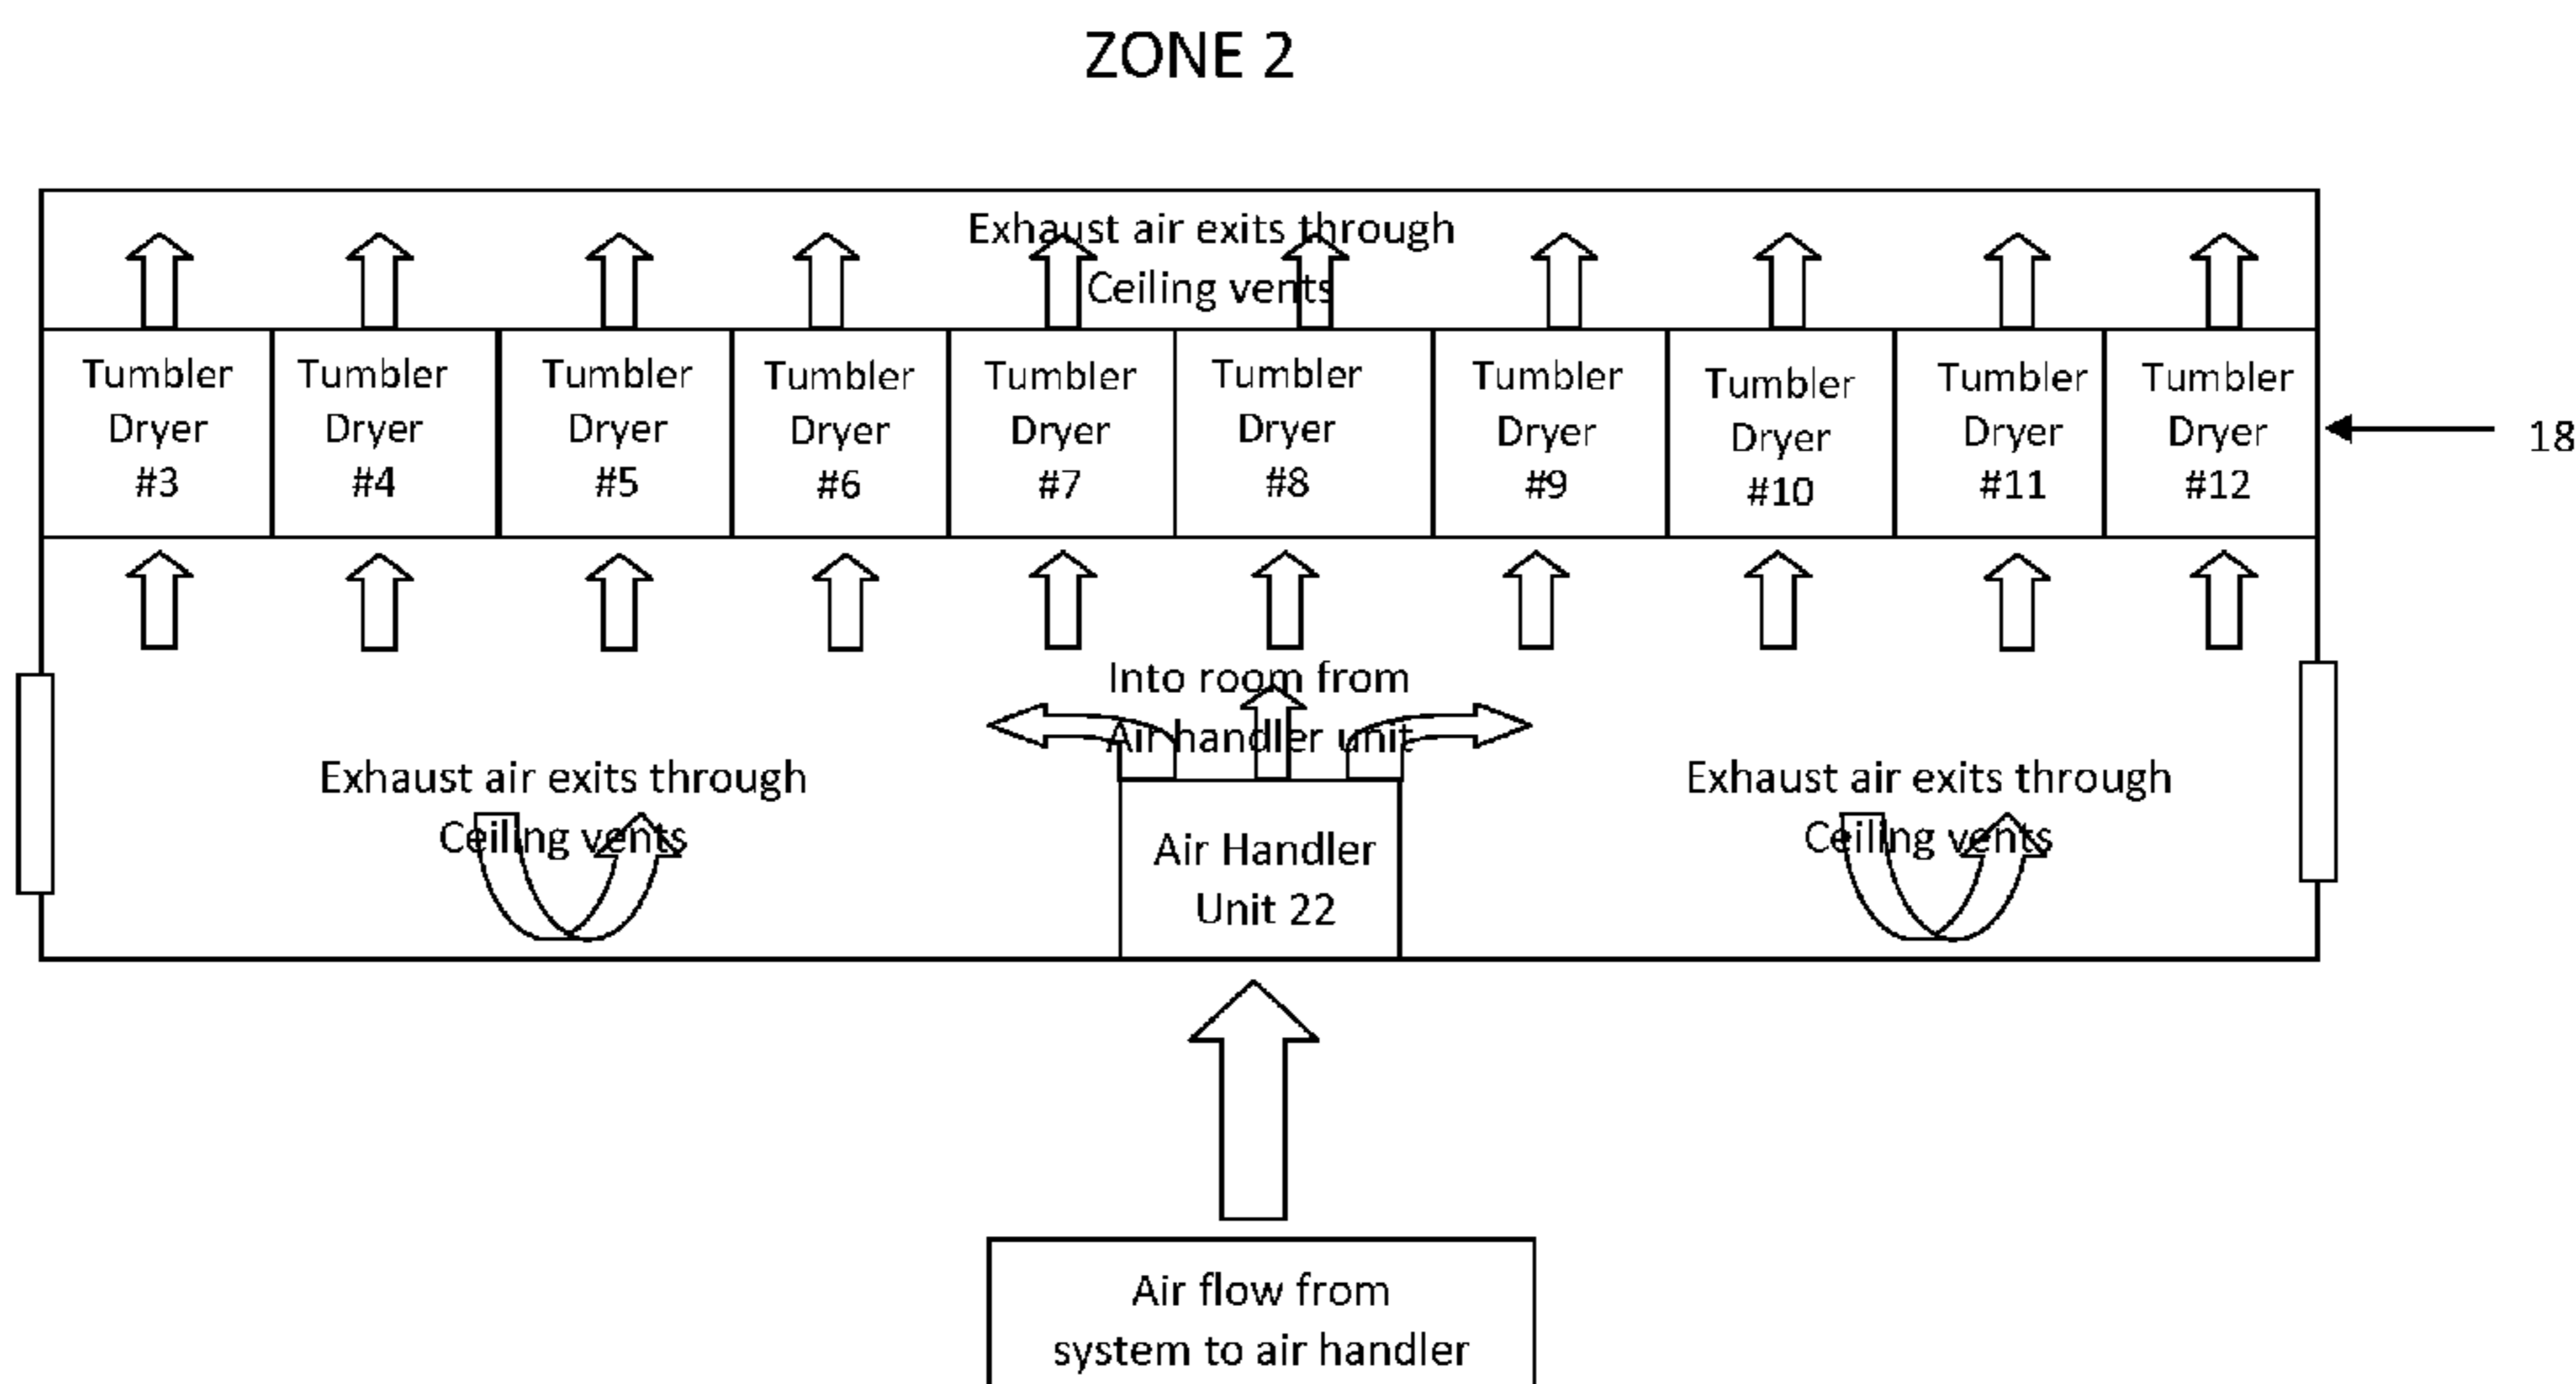 ZONE 2
Exhaust air exits through
Ceiling vents
Tumbler
Dryer
#3
Tumbler
Dryer
#4
Tumbler
Dryer
#5
Tumbler
Dryer
#6
Tumbler
Dryer
#7
Tumbler
Dryer
#8
Tumbler
Dryer
#9
Tumbler
Dryer
#10
Tumbler
Dryer
#11
Tumbler
Dryer
#12
18
Into room from
Air handler unit
Exhaust air exits through
Ceiling vents
Air Handler
Unit 22
Exhaust air exits through
Ceiling vents
Air flow from
system to air handler